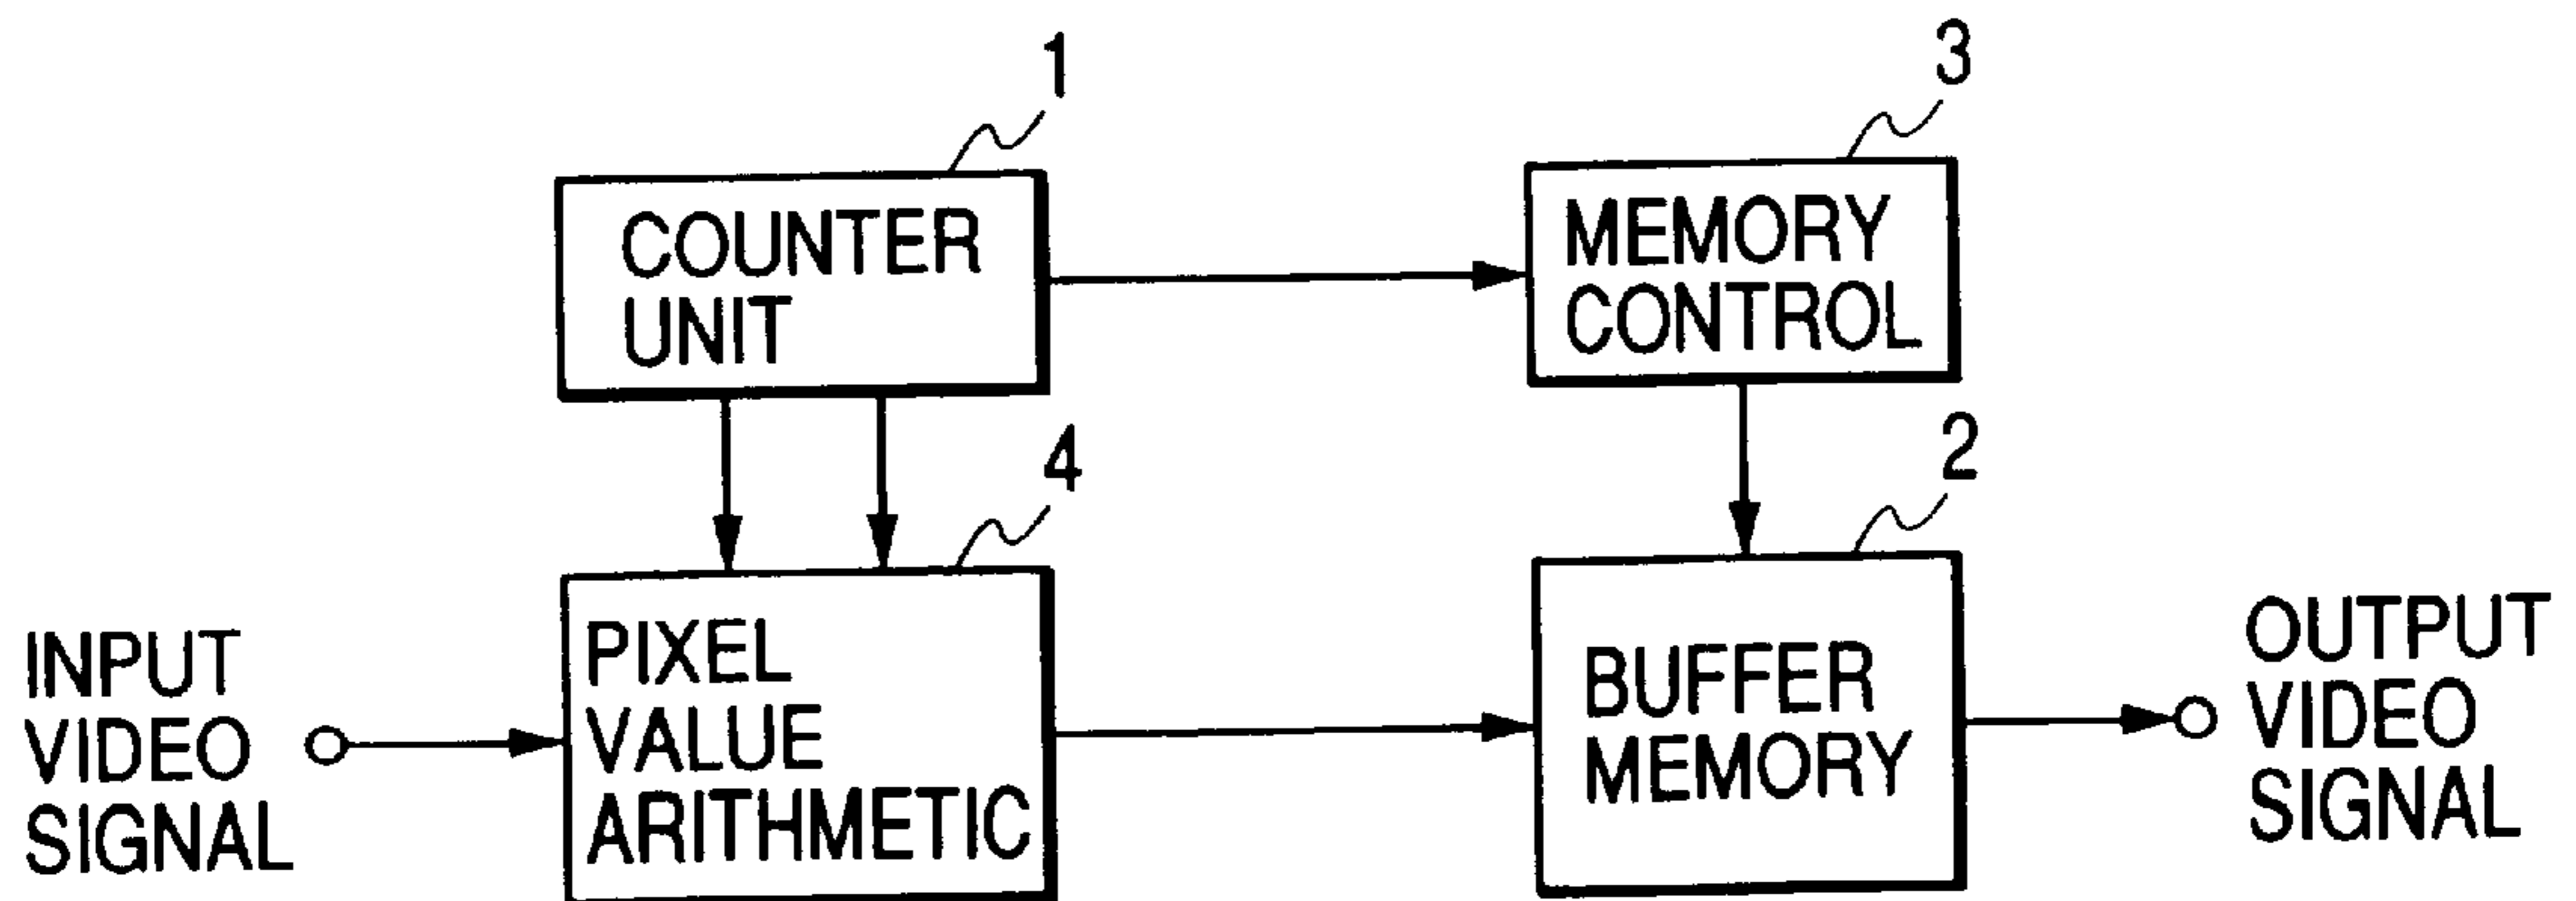 1
3
COUNTER
UNIT
MEMORY
CONTROL
4
2
INPUT
VIDEO
SIGNAL
PIXEL
VALUE
ARITHMETIC
BUFFER
MEMORY
OUTPUT
VIDEO
SIGNAL